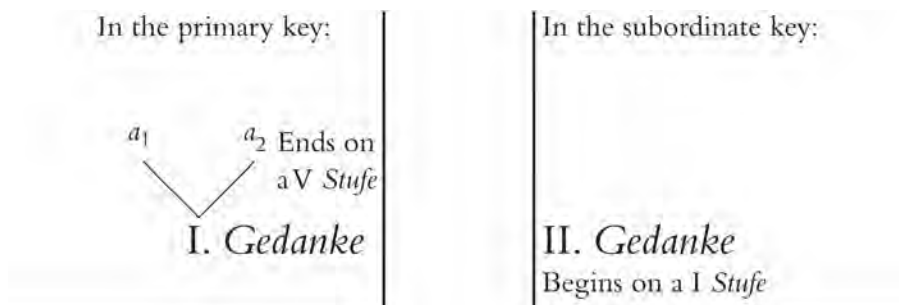 In the primary key:
a1 a2 Ends on
a V Stufe
I. Gedanke
In the subordinate key:
II. Gedanke
Begins on a I Stufe